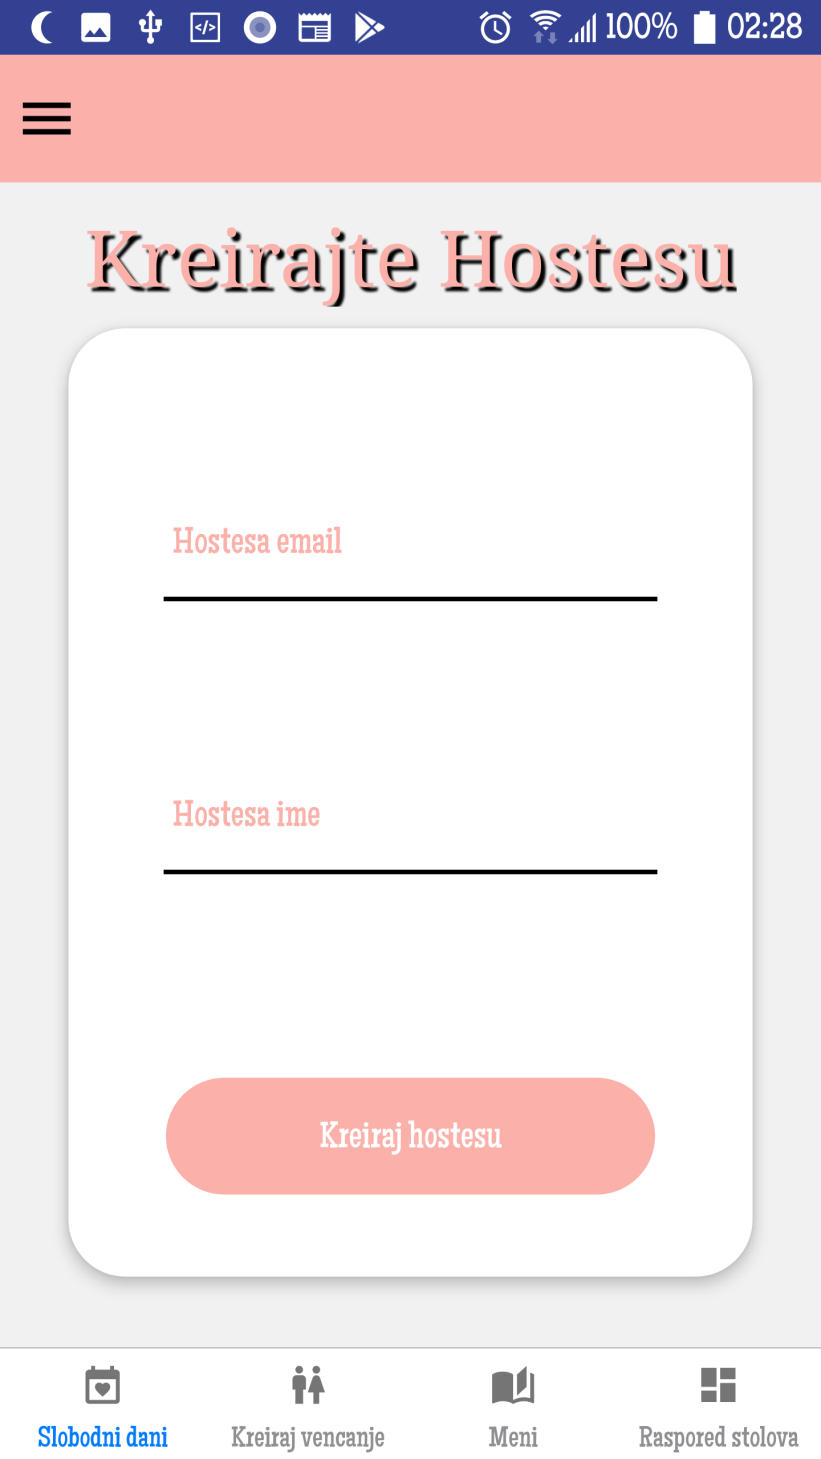 100% 02:28
Kreirajte Hostesu
Hostesa email
Hostesa ime
Kreiraj hostesu
Slobodni dani Kreiraj vencanje Meni Raspored stolova